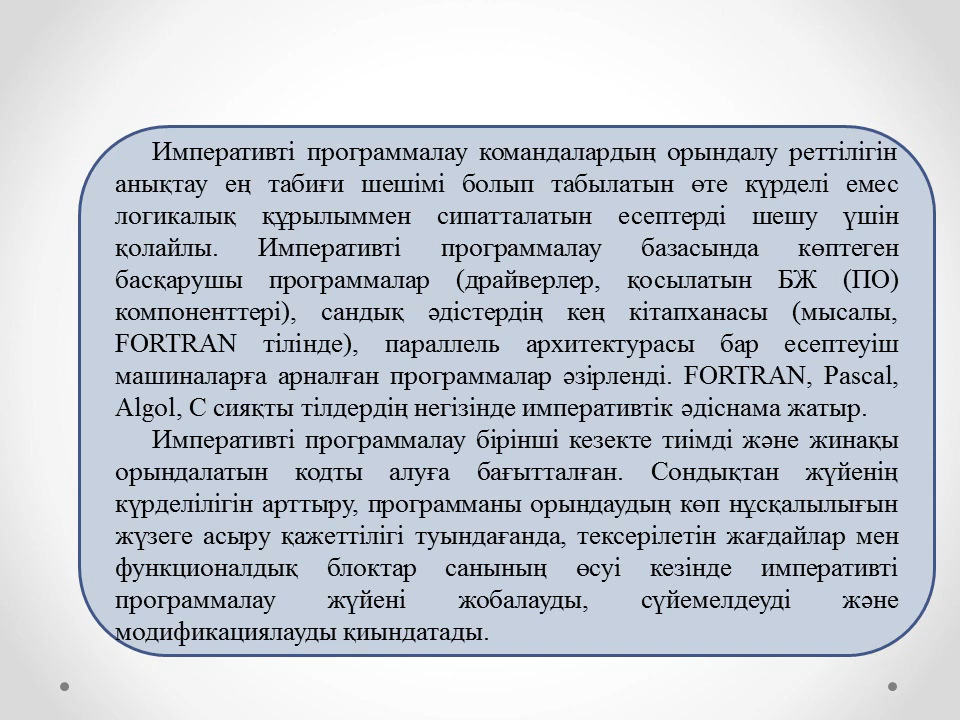 Императивті программалау командалардың орындалу реттілігін
анықтау ең табиғи шешімі болып табылатын өте күрделі емес
логикалық құрылыммен сипатталатын есептерді шешу үшін
қолайлы. Императивті программалау базасында көптеген
басқарушы программалар (драйверлер, қосылатын БЖ (ПО)
компоненттері), сандық әдістердің кең кітапханасы (мысалы,
FORTRAN тілінде), параллель архитектурасы бар есептеуіш
машиналарға арналған программалар әзірленді. FORTRAN, Pascal,
Algol, C сияқты тілдердің негізінде императивтік әдіснама жатыр.
Императивті программалау бірінші кезекте тиімді және жинақы
орындалатын кодты алуға бағытталған. Сондықтан жүйенің
күрделілігін арттыру, программаны орындаудың көп нұсқалылығын
жүзеге асыру қажеттілігі туындағанда, тексерілетін жағдайлар мен
функционалдық блоктар санының өсуі кезінде императивті
программалау жүйені жобалауды, сүйемелдеуді және
модификациялауды қиындатады.